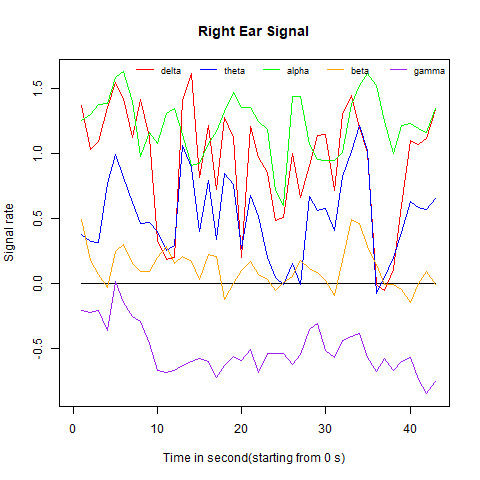 Right Ear Signal
delta theta alpha beta gamma
Signal rate
1.5
1.0
0.5
0.0
-0.5
0 10 20 30 40
Time in second(starting from 0 s)